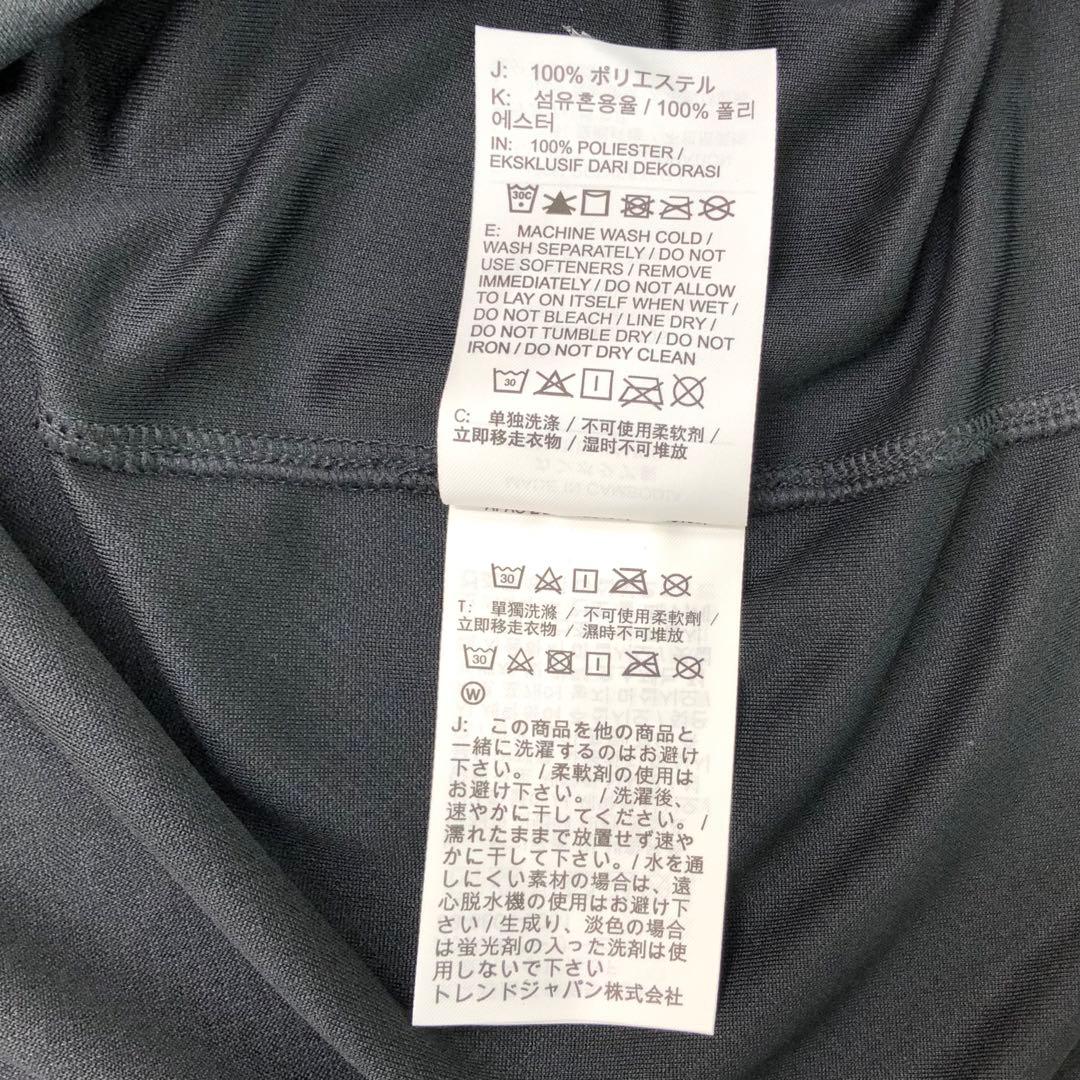 J: 100% ポリエステル
K: 섬유혼용율 / 100% 폴리
에스터
IN: 100% POLIESTER /
EKSKLUSIF DARI DEKORASI
30C
E: MACHINE WASH COLD /
WASH SEPARATELY / DO NOT
USE SOFTENERS / REMOVE
IMMEDIATELY / DO NOT ALLOW
TO LAY ON ITSELF WHEN WET /
DO NOT BLEACH / LINE DRY /
DO NOT TUMBLE DRY / DO NOT
IRON / DO NOT DRY CLEAN
30
C: 单独洗涤 / 不可使用柔软剂 /
立即移走衣物 / 湿时不可堆放
30
T: 單獨洗滌 / 不可使用柔軟劑 /
立即移走衣物 / 濕時不可堆放
30
W
J: この商品を他の商品と
一緒に洗濯するのはお避け
下さい。/ 柔軟剤の使用は
お避け下さい。/ 洗濯後、
速やかに干してください。/
濡れたままで放置せず速や
かに干して下さい。/ 水を通
しにくい素材の場合は、遠
心脱水機の使用はお避け下
さい / 生成り、淡色の場合
は蛍光剤の入った洗剤は使
用しないで下さい
トレンドジャパン株式会社